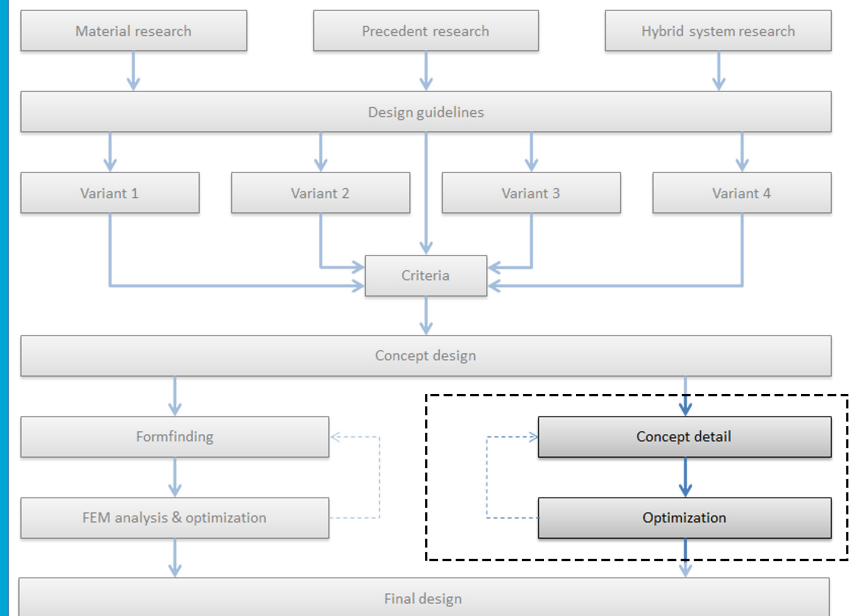 Material research
Precedent research
Hybrid system research
Design guidelines
Variant 1
Variant 2
Variant 3
Variant 4
Criteria
Concept design
Formfinding
Concept detail
FEM analysis & optimization
Optimization
Final design